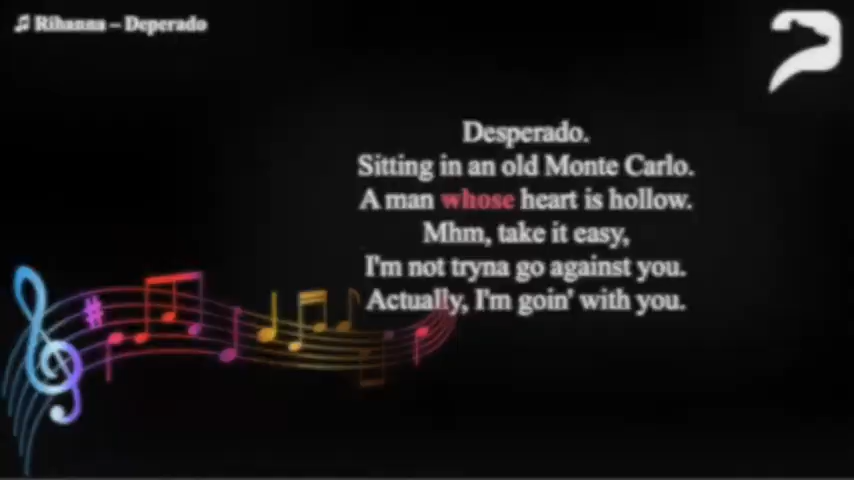 ♫ Rihanna – Deperado
Desperado.
Sitting in an old Monte Carlo.
A man whose heart is hollow.
Mhm, take it easy,
I'm not tryna go against you.
Actually, I'm goin' with you.